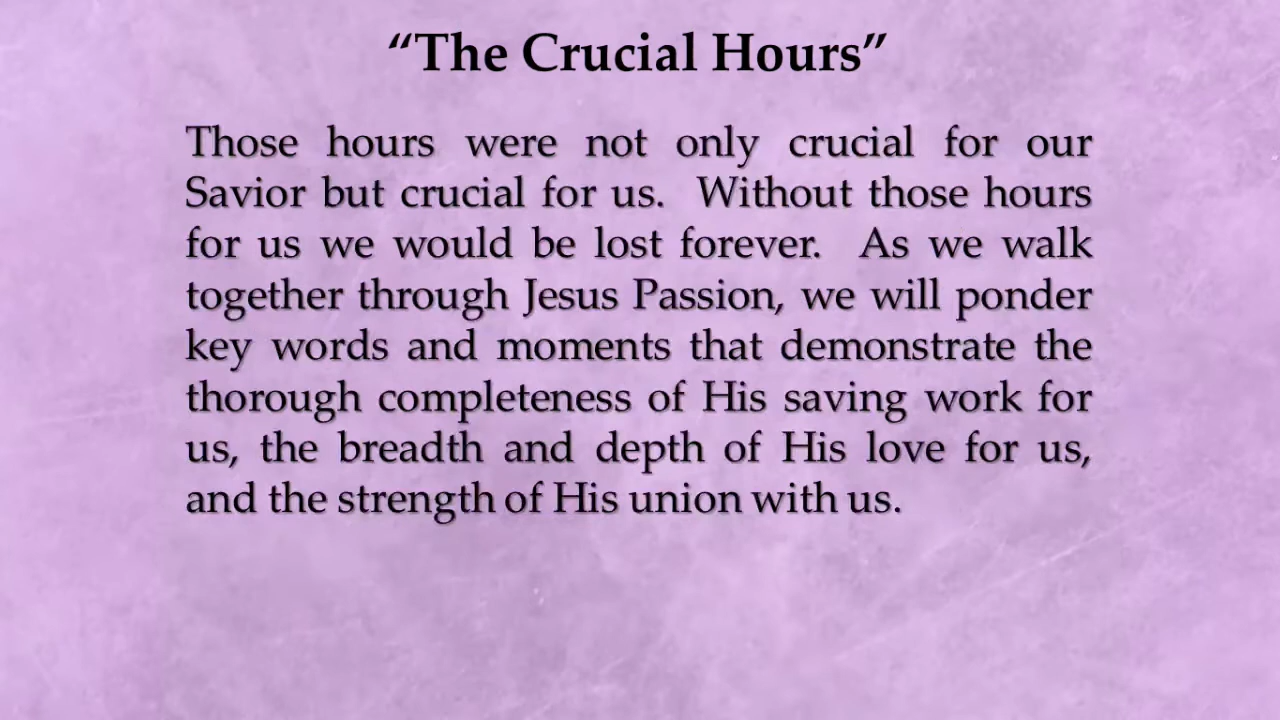 “The Crucial Hours”
Those hours were not only crucial for our
Savior but crucial for us.  Without those hours
for us we would be lost forever.  As we walk
together through Jesus Passion, we will ponder
key words and moments that demonstrate the
thorough completeness of His saving work for
us, the breadth and depth of His love for us,
and the strength of His union with us.